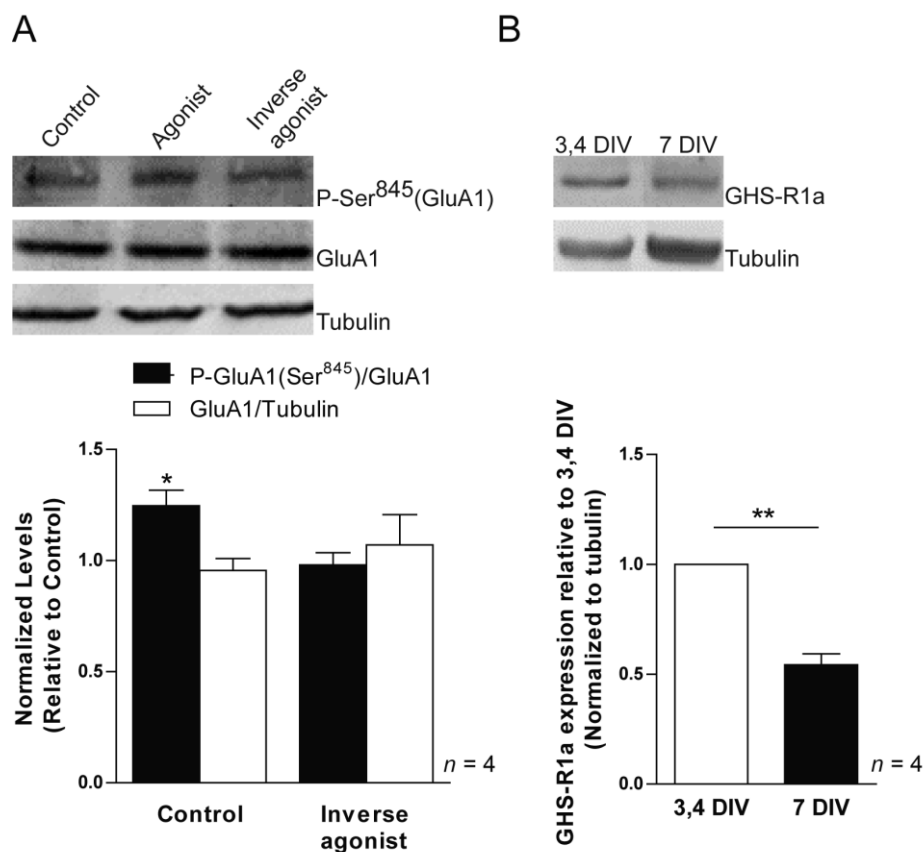 A
Control
Agonist
Inverse
agonist
P-Ser845(GluA1)
GluA1
Tubulin
P-GluA1(Ser845)/GluA1
GluA1/Tubulin
Normalized Levels
(Relative to Control)
1.5
1.0
0.5
0.0
*
n = 4
Control
Inverse
agonist
B
3,4 DIV
7 DIV
GHS-R1a
Tubulin
GHS-R1a expression relative to 3,4 DIV
(Normalized to tubulin)
1.5
1.0
0.5
0.0
**
n = 4
3,4 DIV
7 DIV